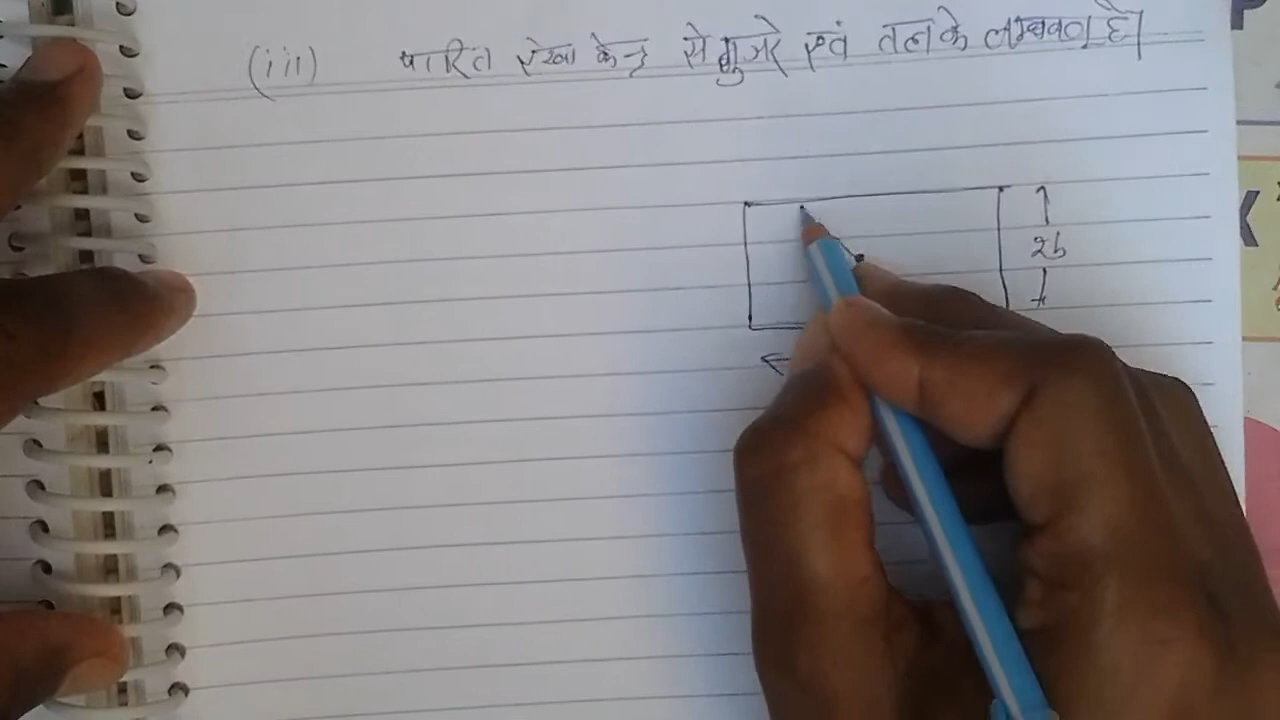 (iii) पारित रेखा केन्द्र से गुजरे एवं तल के लम्बवत् है।
2b
K